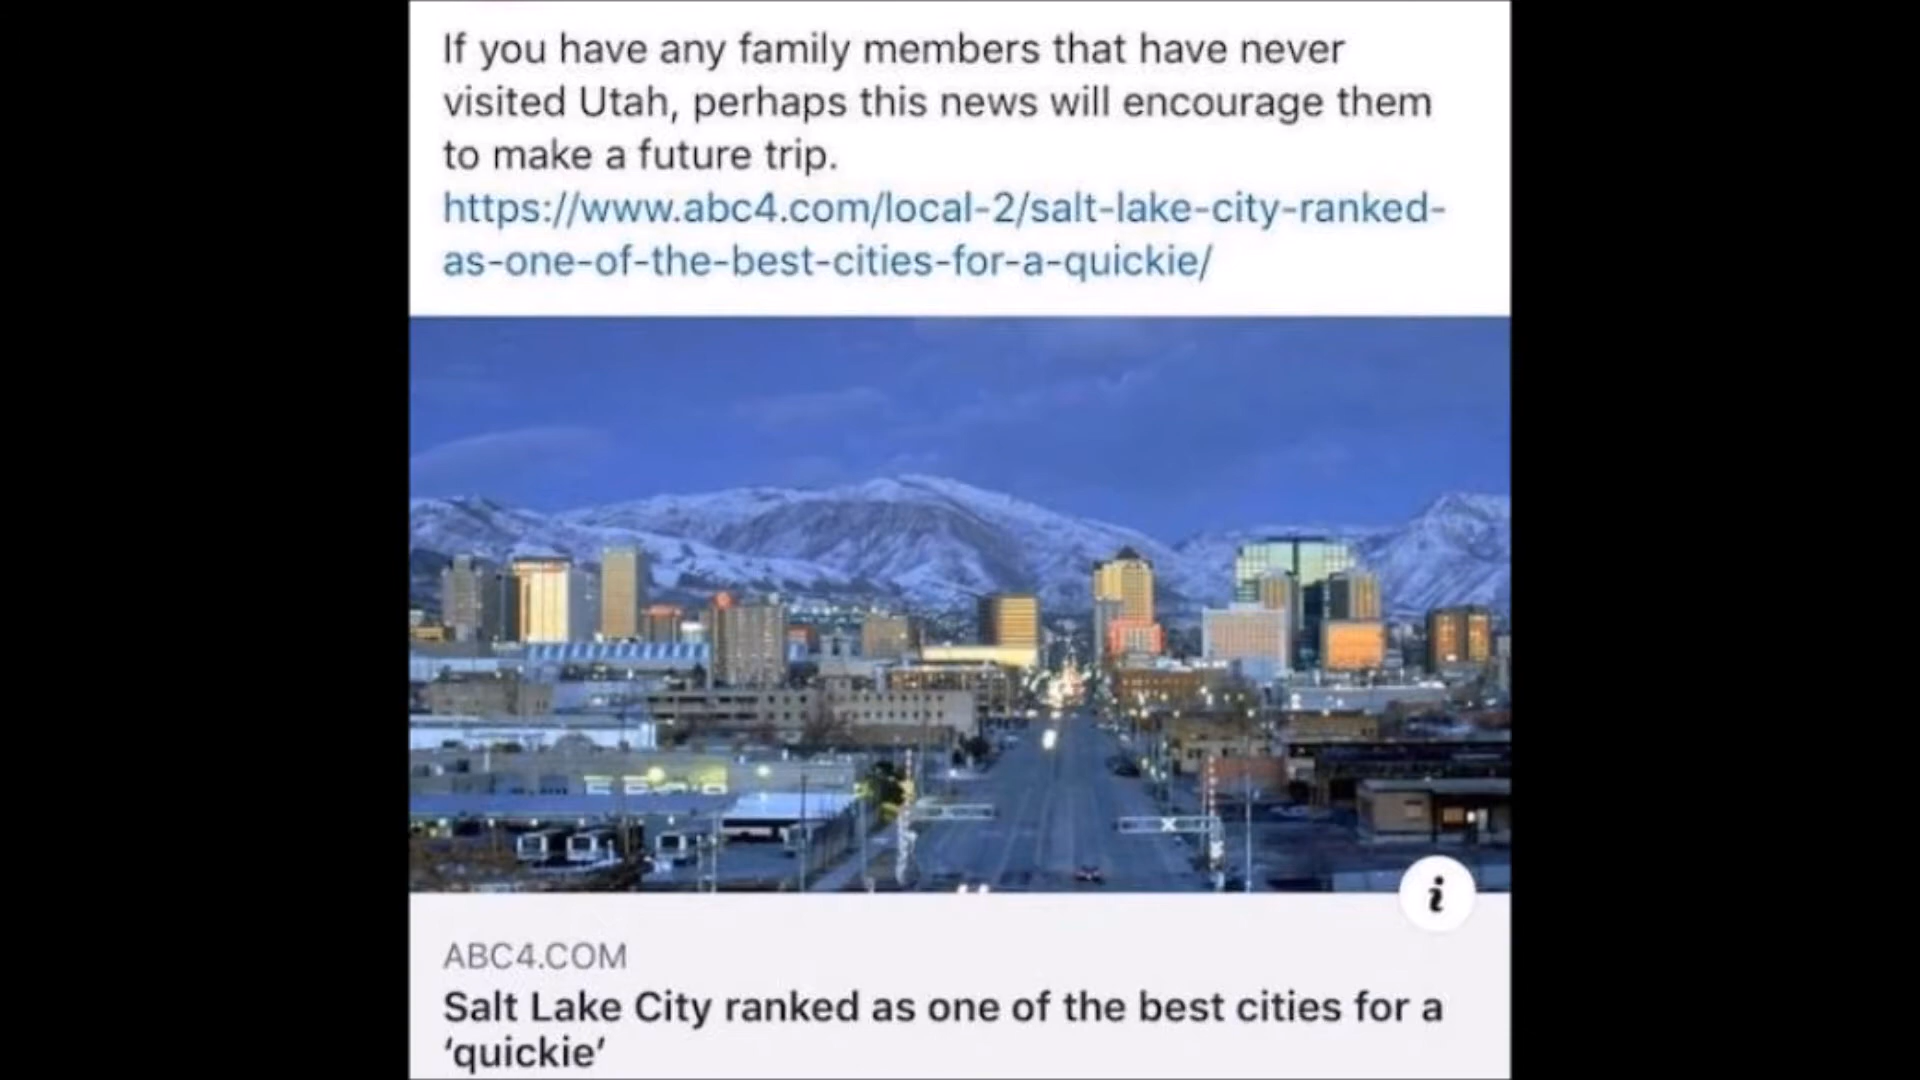 If you have any family members that have never
visited Utah, perhaps this news will encourage them
to make a future trip.
https://www.abc4.com/local-2/salt-lake-city-ranked-
as-one-of-the-best-cities-for-a-quickie/
i
ABC4.COM
Salt Lake City ranked as one of the best cities for a
‘quickie’